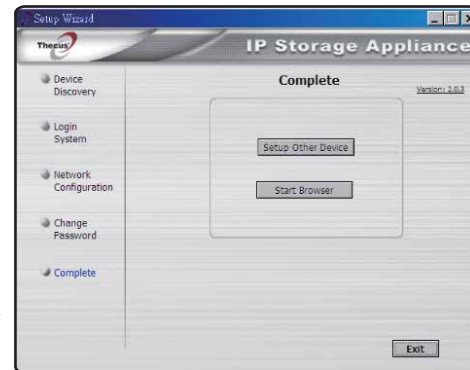 Setup Wizard
Thecus
IP Storage Appliance
Device
Discovery
Login
System
Network
Configuration
Change
Password
Complete
Complete
Version: 2.0.3
Setup Other Device
Start Browser
Exit